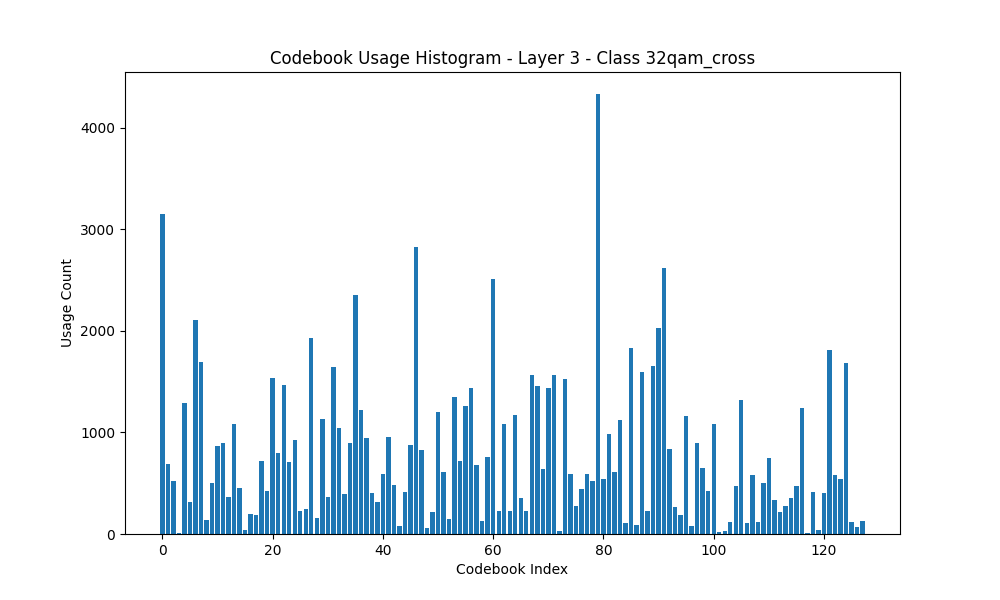 Codebook Usage Histogram - Layer 3 - Class 32qam_cross
Usage Count
4000
3000
2000
1000
0
0 20 40 60 80 100 120
Codebook Index